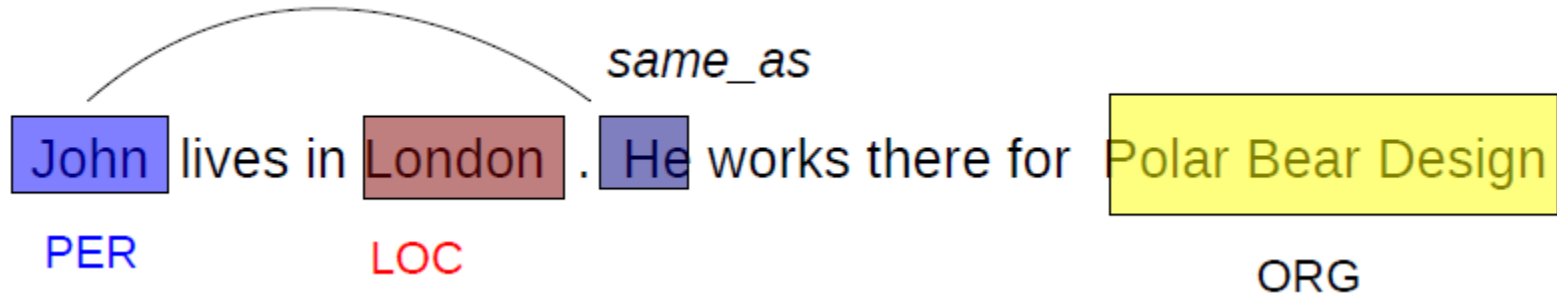 same_as
John lives in London . He works there for Polar Bear Design
PER LOC ORG